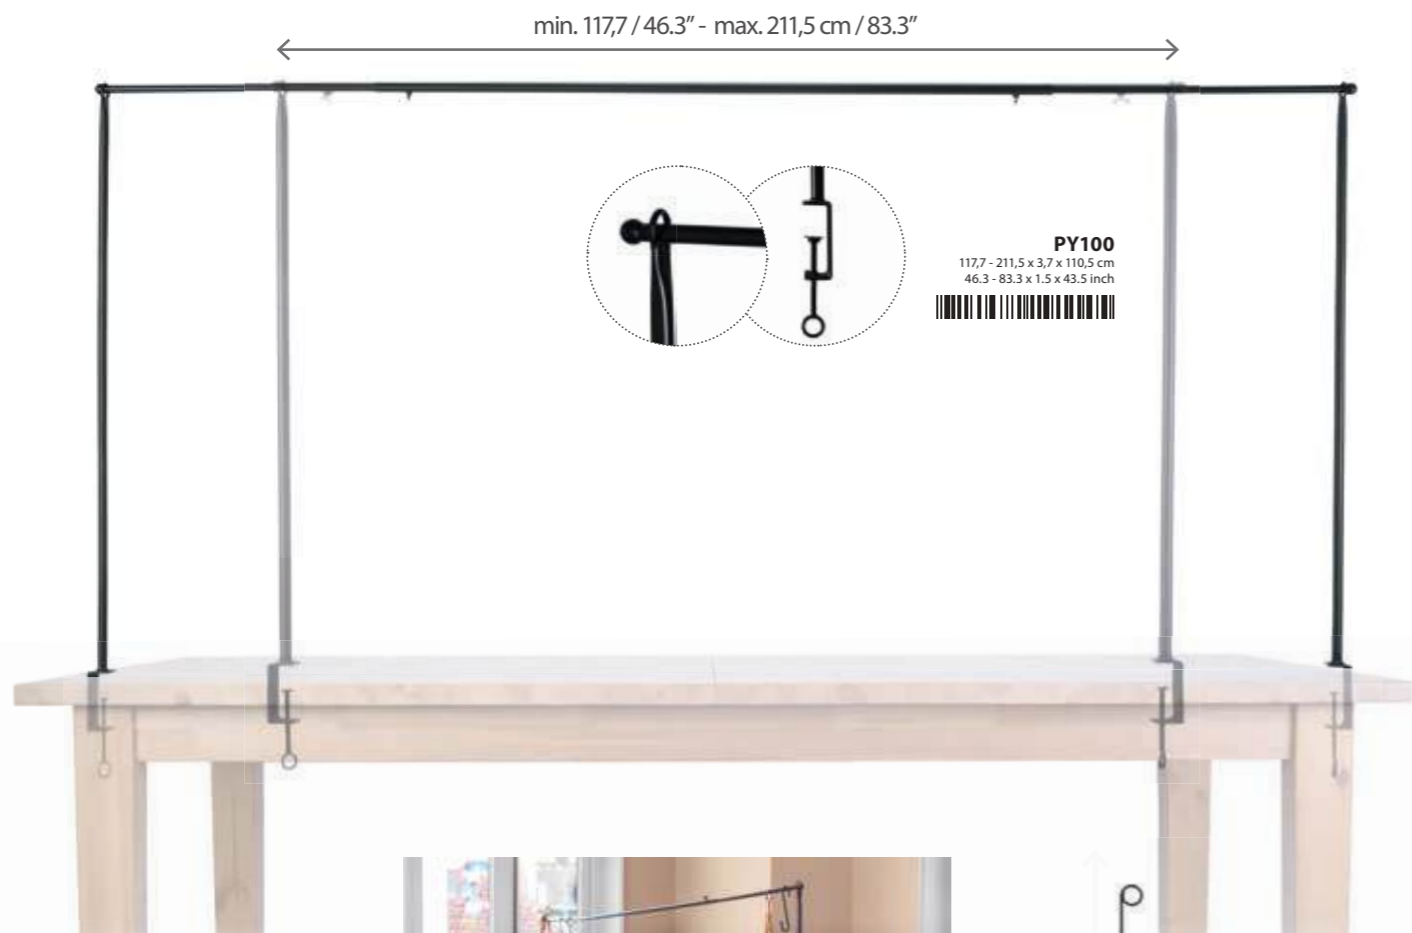 min. 117,7 / 46.3” - max. 211,5 cm / 83.3”
PY100
117,7 - 211,5 x 3,7 x 110,5 cm
46.3 - 83.3 x 1.5 x 43.5 inch